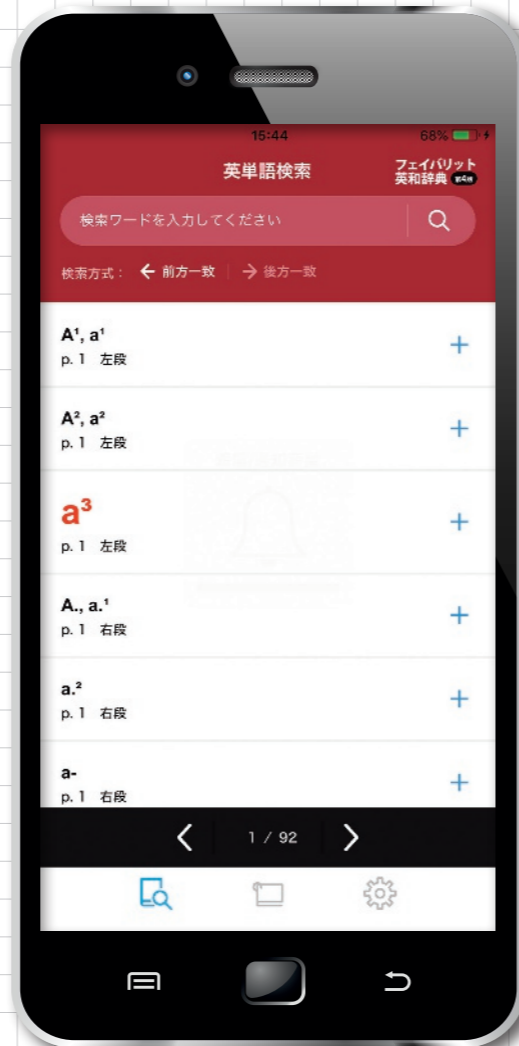 15:44 68%
英単語検索
フェイバリット
英和辞典 第4版
検索ワードを入力してください
検索方式： ← 前方一致 → 後方一致
A¹, a¹
p. 1 左段
A², a²
p. 1 左段
a³
p. 1 左段
A., a.¹
p. 1 右段
a.²
p. 1 右段
a-
p. 1 右段
1 / 92